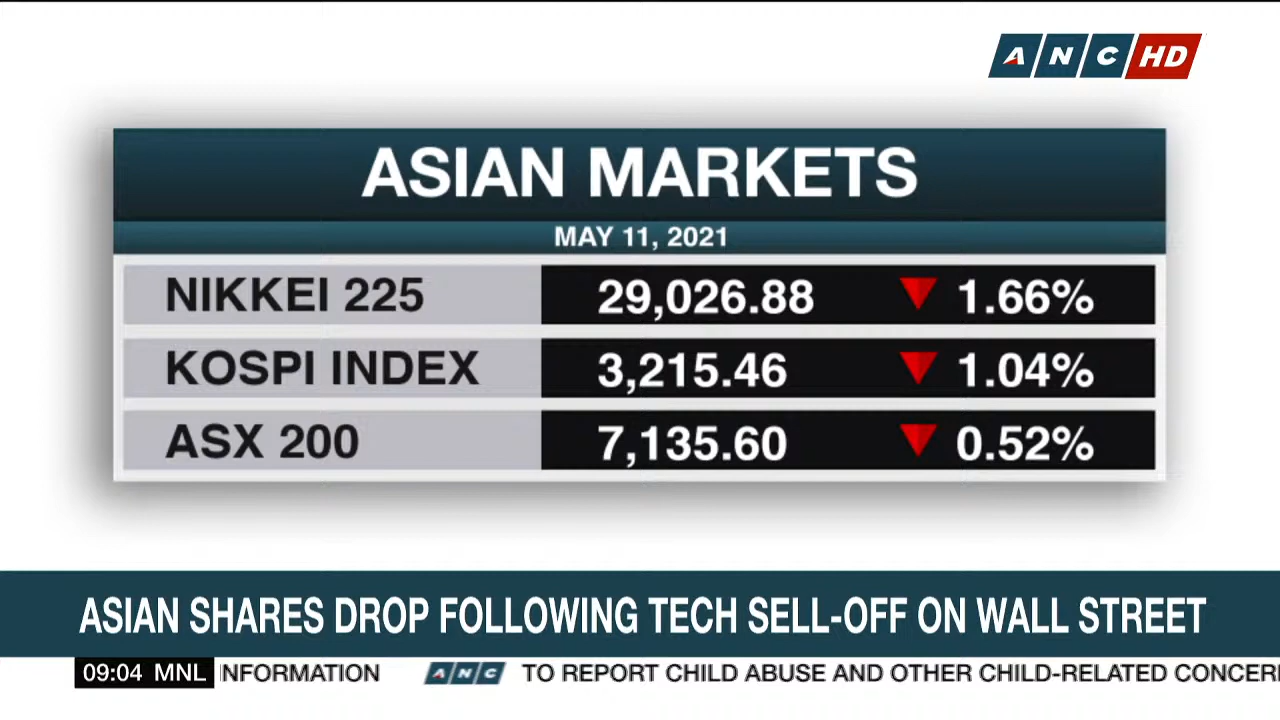 ANC HD
ASIAN MARKETS
MAY 11, 2021
NIKKEI 225 29,026.88 ▼ 1.66%
KOSPI INDEX 3,215.46 ▼ 1.04%
ASX 200 7,135.60 ▼ 0.52%
ASIAN SHARES DROP FOLLOWING TECH SELL-OFF ON WALL STREET
09:04 MNL NFORMATION ANC TO REPORT CHILD ABUSE AND OTHER CHILD-RELATED CONCER